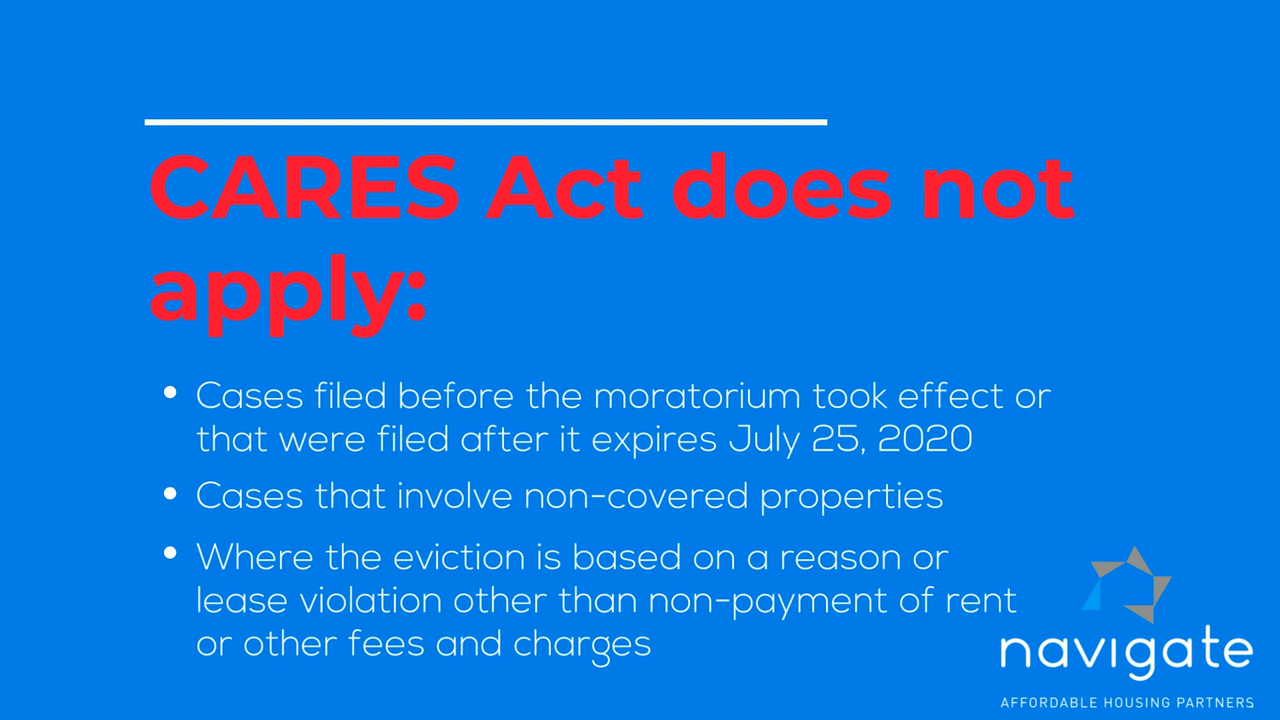 CARES Act does not
apply:
• Cases filed before the moratorium took effect or
that were filed after it expires July 25, 2020
• Cases that involve non-covered properties
• Where the eviction is based on a reason or
lease violation other than non-payment of rent
or other fees and charges
navigate
AFFORDABLE HOUSING PARTNERS